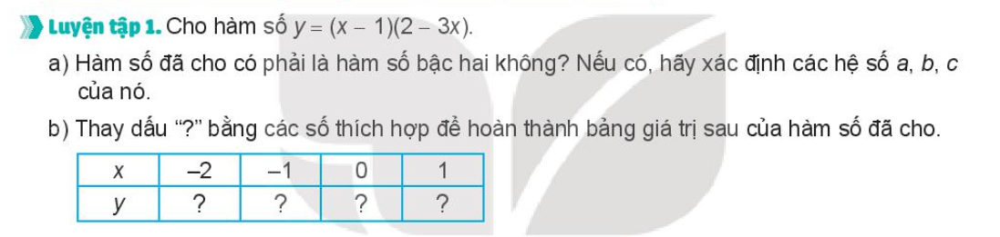 Luyện tập 1. Cho hàm số y = (x – 1)(2 – 3x).
a) Hàm số đã cho có phải là hàm số bậc hai không? Nếu có, hãy xác định các hệ số a, b, c
của nó.
b) Thay dấu “?” bằng các số thích hợp để hoàn thành bảng giá trị sau của hàm số đã cho.
x –2 –1 0 1
y ? ? ? ?